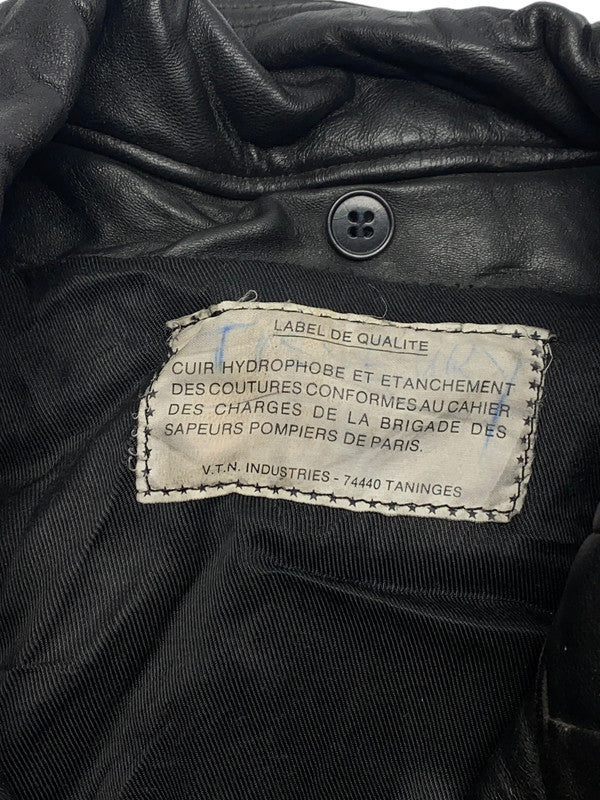 LABEL DE QUALITE
CUIR HYDROPHOBE ET ETANCHEMENT
DES COUTURES CONFORMES AU CAHIER
DES CHARGES DE LA BRIGADE DES
SAPEURS POMPIERS DE PARIS.
V.T.N. INDUSTRIES - 74440 TANINGES